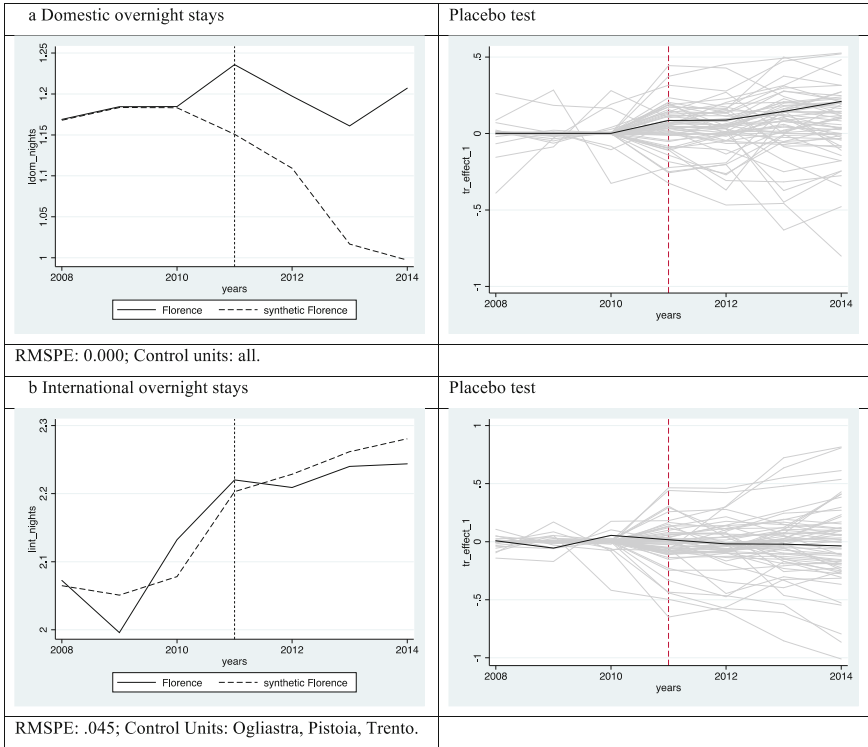 a Domestic overnight stays
Placebo test
1.25
1.2
1.15
1.1
1.05
1
ldom_nights
2008
2010
2012
2014
years
Florence
synthetic Florence
.5
0
-.5
-1
tr_effect_1
2008
2010
2012
2014
years
RMSPE: 0.000; Control units: all.
b International overnight stays
Placebo test
2.3
2.2
2.1
2
lint_nights
2008
2010
2012
2014
years
Florence
synthetic Florence
1
.5
0
-.5
-1
tr_effect_1
2008
2010
2012
2014
years
RMSPE: .045; Control Units: Ogliastra, Pistoia, Trento.